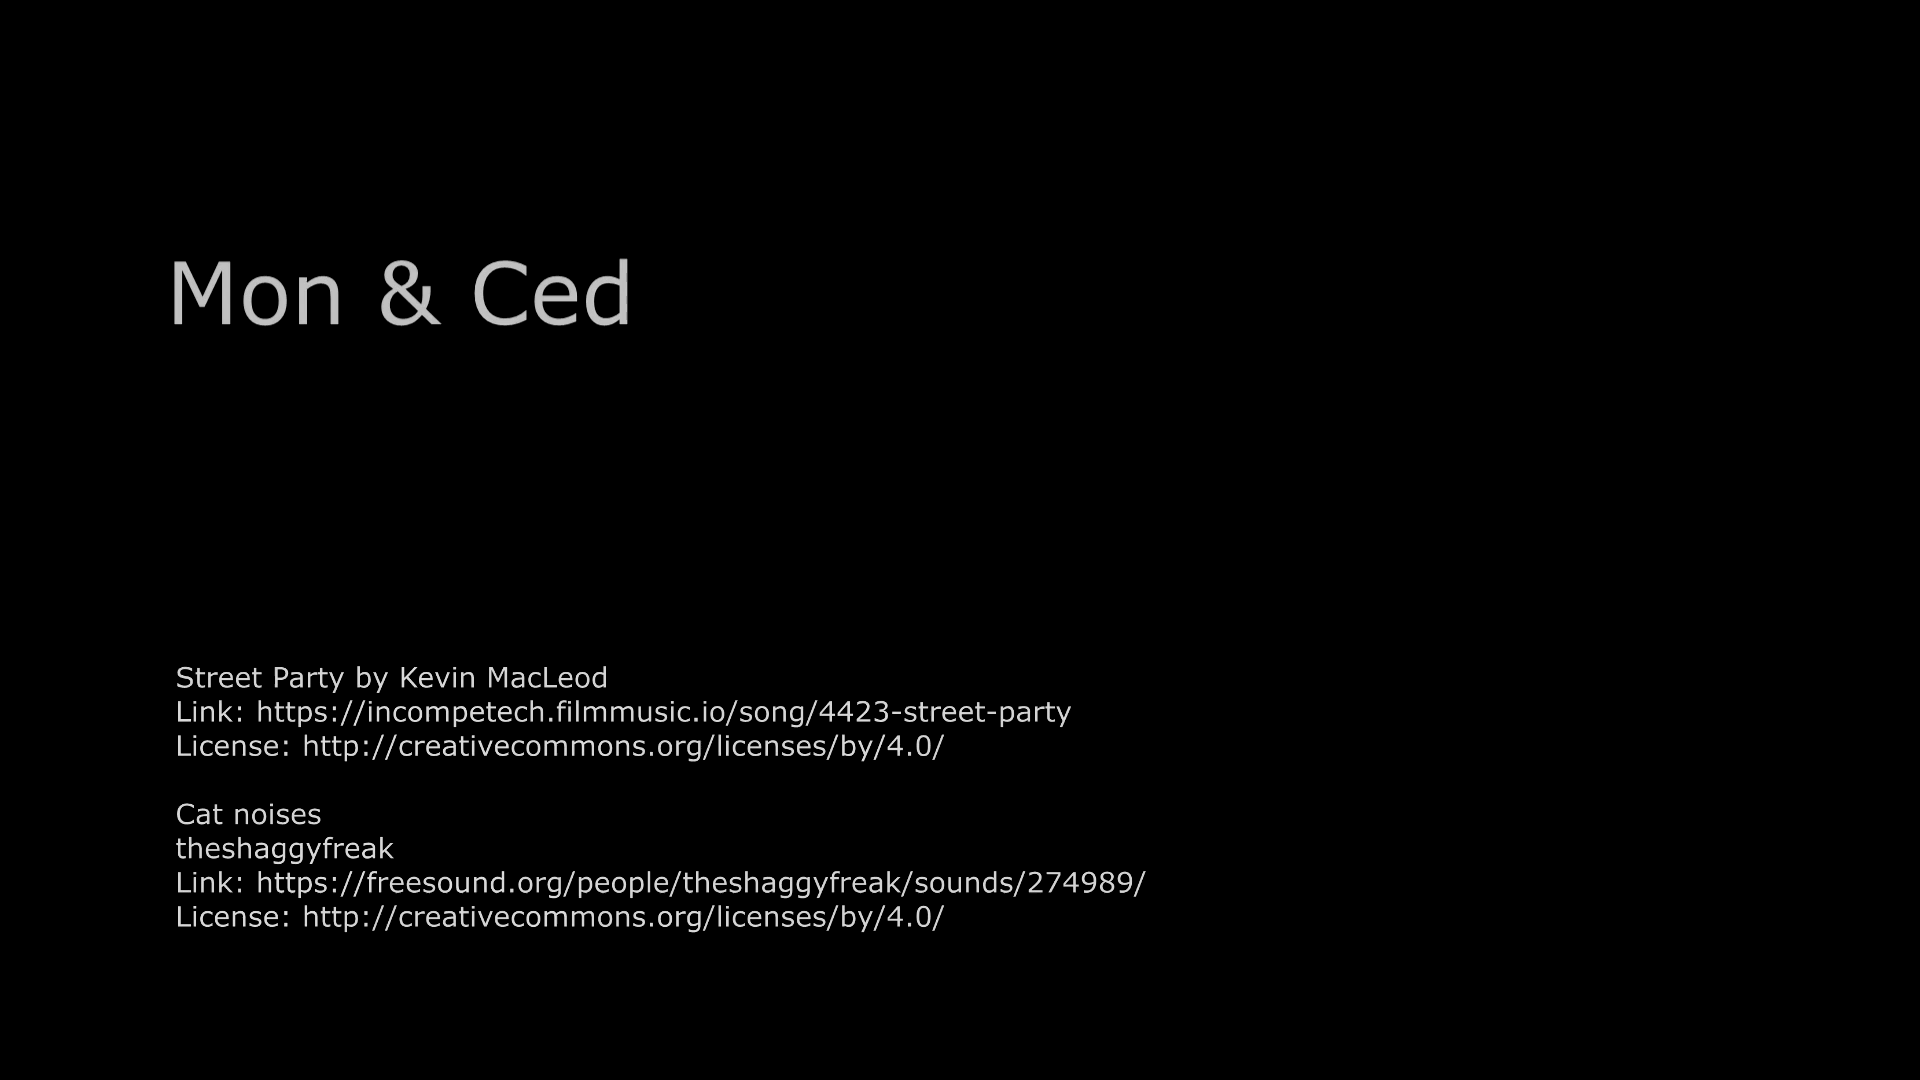 Mon & Ced
Street Party by Kevin MacLeod
Link: https://incompetech.filmmusic.io/song/4423-street-party
License: http://creativecommons.org/licenses/by/4.0/
Cat noises
theshaggyfreak
Link: https://freesound.org/people/theshaggyfreak/sounds/274989/
License: http://creativecommons.org/licenses/by/4.0/